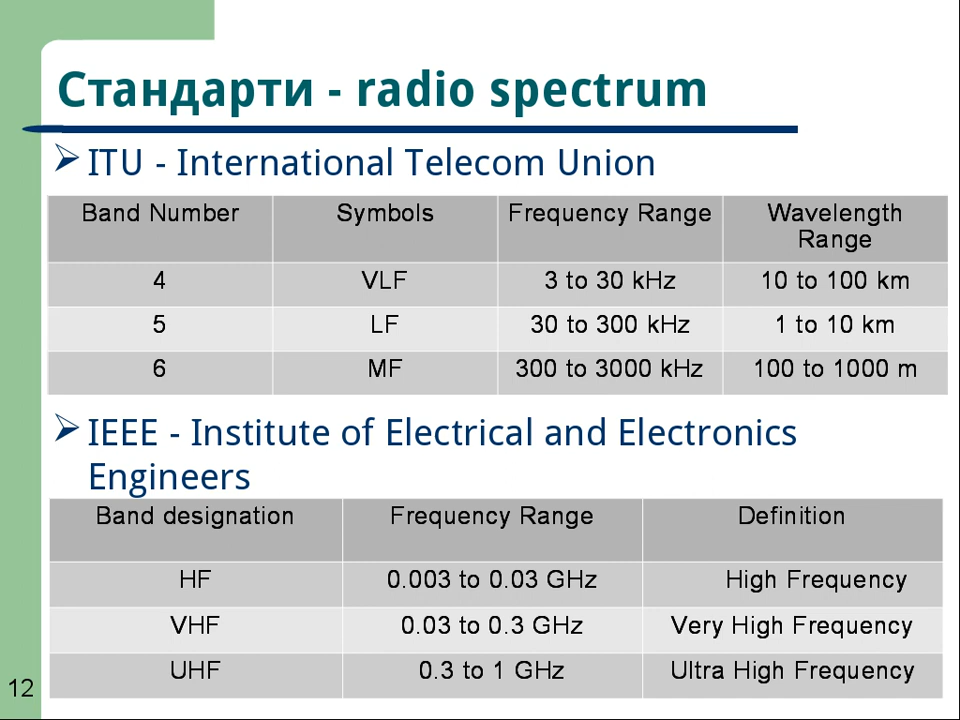 Стандарти - radio spectrum
ITU - International Telecom Union
Band Number Symbols Frequency Range Wavelength Range
4 VLF 3 to 30 kHz 10 to 100 km
5 LF 30 to 300 kHz 1 to 10 km
6 MF 300 to 3000 kHz 100 to 1000 m
IEEE - Institute of Electrical and Electronics
Engineers
Band designation Frequency Range Definition
HF 0.003 to 0.03 GHz High Frequency
VHF 0.03 to 0.3 GHz Very High Frequency
UHF 0.3 to 1 GHz Ultra High Frequency
12